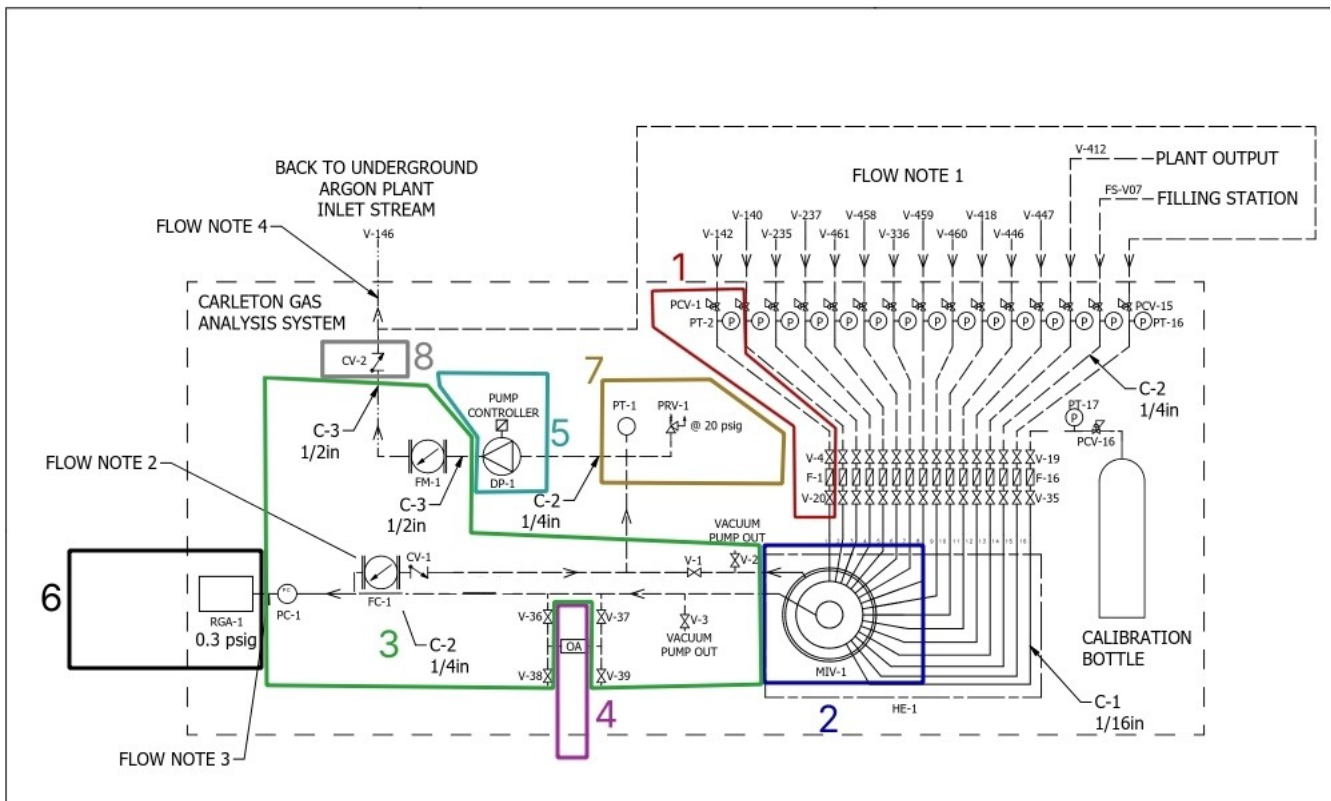 BACK TO UNDERGROUND
ARGON PLANT
INLET STREAM
FLOW NOTE 4
V-146
FLOW NOTE 1
V-412
PLANT OUTPUT
FS-V07
FILLING STATION
V-142
V-140
V-235
V-237
V-461
V-458
V-336
V-459
V-460
V-418
V-446
V-447
CARLETON GAS
ANALYSIS SYSTEM
1
PCV-1
PT-2
P P P P P P P P P P P P P P P
PCV-15
PT-16
CV-2
8
C-3
1/2in
PUMP
CONTROLLER
5
DP-1
7
PT-1
PRV-1
@ 20 psig
C-2
1/4in
PT-17
P
PCV-16
FLOW NOTE 2
FM-1
C-3
1/2in
C-2
1/4in
V-4
F-1
V-20
V-19
F-16
V-35
VACUUM
PUMP OUT
V-2
V-1
CV-1
FC-1
6
RGA-1
0.3 psig
PC-1
3
C-2
1/4in
V-36
V-37
OA
V-38
V-39
4
V-3
VACUUM
PUMP OUT
MIV-1
2
HE-1
CALIBRATION
BOTTLE
C-1
1/16in
FLOW NOTE 3